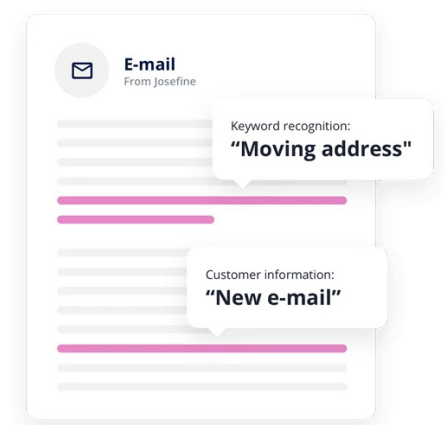 E-mail
From Josefine
Keyword recognition:
“Moving address"
Customer information:
“New e-mail”